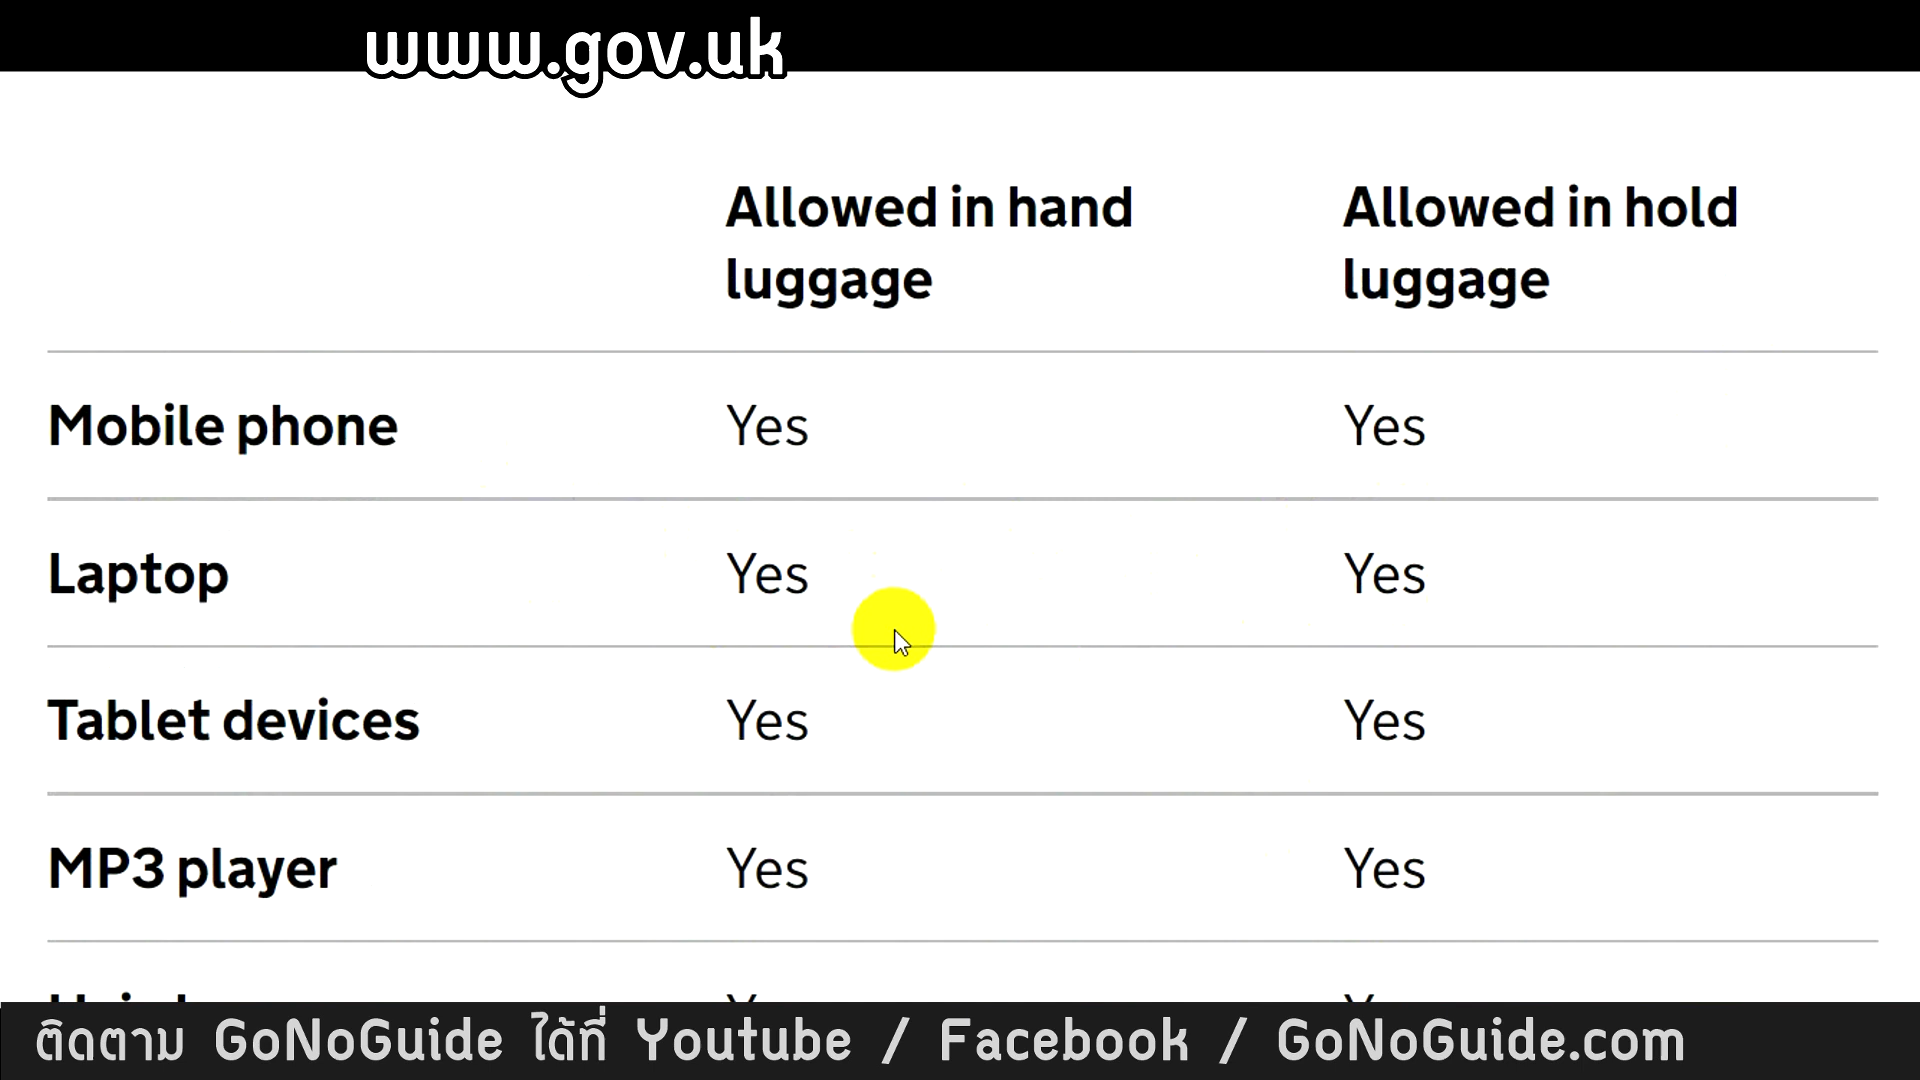 www.gov.uk
Allowed in hand
luggage
Allowed in hold
luggage
Mobile phone Yes Yes
Laptop Yes Yes
Tablet devices Yes Yes
MP3 player Yes Yes
ติดตาม GoNoGuide ได้ที่ Youtube / Facebook / GoNoGuide.com